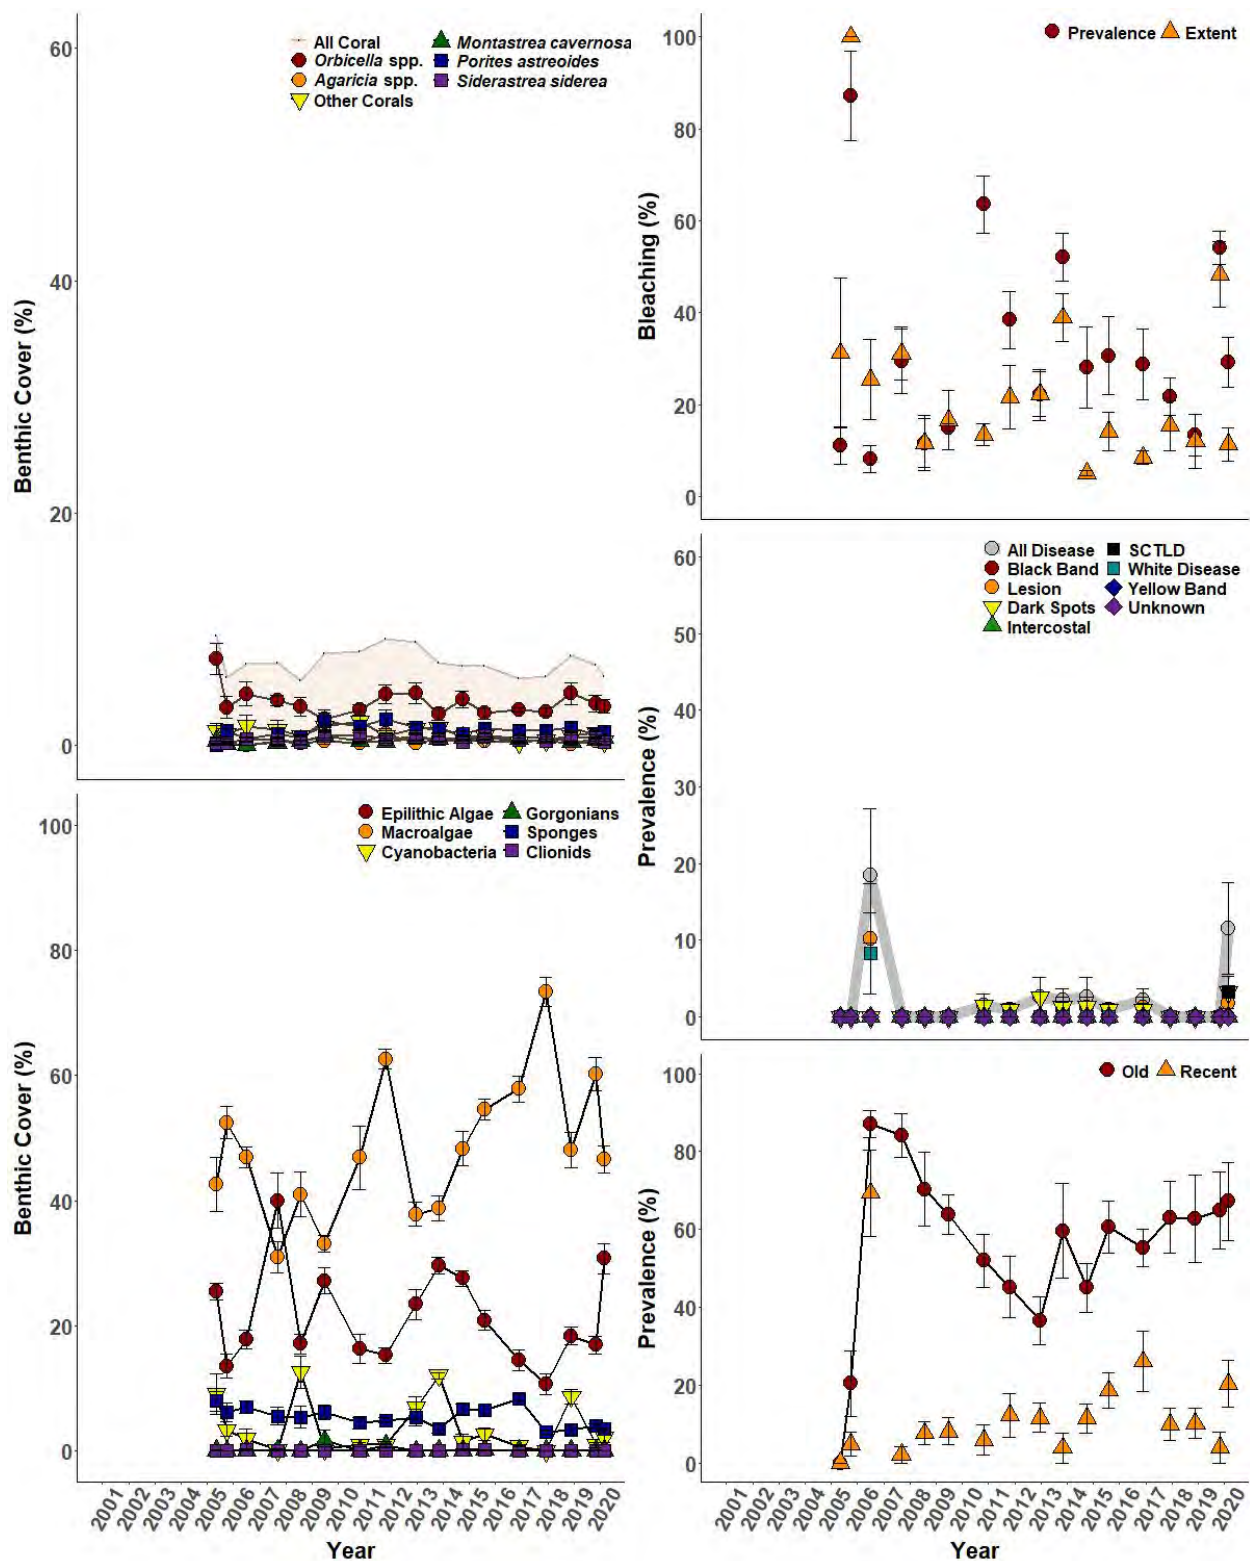 60
40
20
0
Benthic Cover (%)
All Coral
Orbicella spp.
Agaricia spp.
Other Corals
Montastrea cavernosa
Porites astreoides
Siderastrea siderea
100
80
60
40
20
0
Benthic Cover (%)
Epilithic Algae
Macroalgae
Cyanobacteria
Gorgonians
Sponges
Clionids
2001
2002
2003
2004
2005
2006
2007
2008
2009
2010
2011
2012
2013
2014
2015
2016
2017
2018
2019
2020
Year
100
80
60
40
20
0
Bleaching (%)
Prevalence
Extent
60
50
40
30
20
10
0
Prevalence (%)
All Disease
Black Band
Lesion
Dark Spots
Intercostal
SCTLD
White Disease
Yellow Band
Unknown
100
80
60
40
20
0
Prevalence (%)
Old
Recent
2001
2002
2003
2004
2005
2006
2007
2008
2009
2010
2011
2012
2013
2014
2015
2016
2017
2018
2019
2020
Year